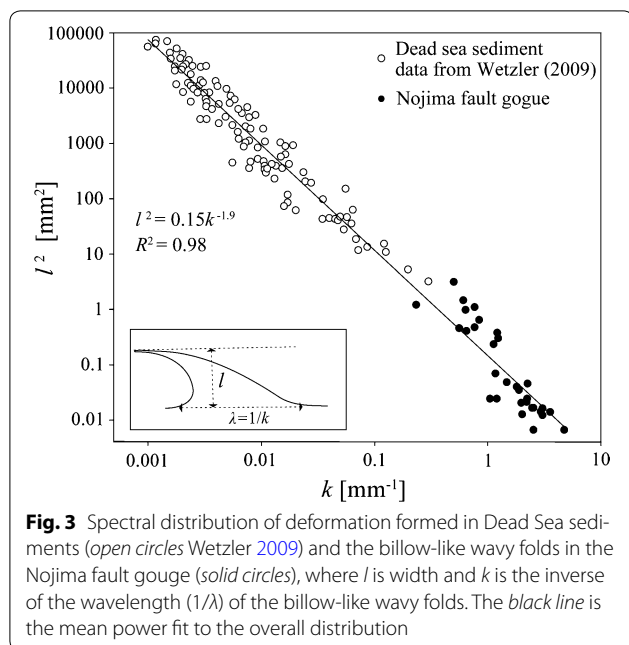 100000
10000
1000
100
10
1
0.1
0.01
l² [mm²]
○ Dead sea sediment
data from Wetzler (2009)
● Nojima fault gogue
l² = 0.15k⁻¹·⁹
R² = 0.98
l
λ=1/k
0.001 0.01 0.1 1 10
k [mm⁻¹]
Fig. 3 Spectral distribution of deformation formed in Dead Sea sedi-
ments (open circles Wetzler 2009) and the billow-like wavy folds in the
Nojima fault gouge (solid circles), where l is width and k is the inverse
of the wavelength (1/λ) of the billow-like wavy folds. The black line is
the mean power fit to the overall distribution